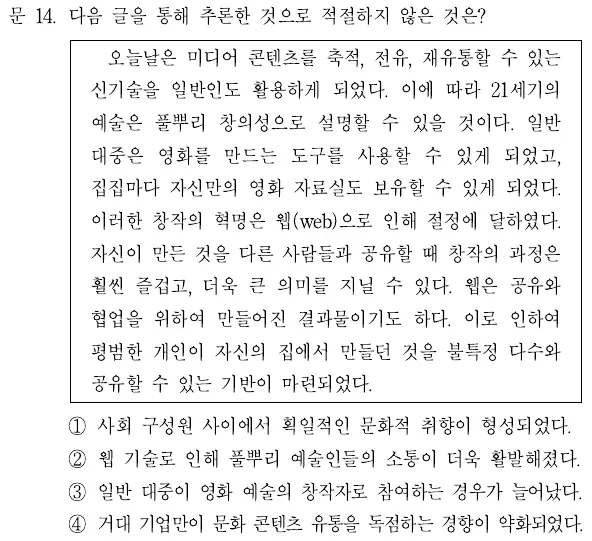 문 14. 다음 글을 통해 추론한 것으로 적절하지 않은 것은?
오늘날은 미디어 콘텐츠를 축적, 전유, 재유통할 수 있는
신기술을 일반인도 활용하게 되었다. 이에 따라 21세기의
예술은 풀뿌리 창의성으로 설명할 수 있을 것이다. 일반
대중은 영화를 만드는 도구를 사용할 수 있게 되었고,
집집마다 자신만의 영화 자료실도 보유할 수 있게 되었다.
이러한 창작의 혁명은 웹(web)으로 인해 절정에 달하였다.
자신이 만든 것을 다른 사람들과 공유할 때 창작의 과정은
훨씬 즐겁고, 더욱 큰 의미를 지닐 수 있다. 웹은 공유와
협업을 위하여 만들어진 결과물이기도 하다. 이로 인하여
평범한 개인이 자신의 집에서 만들던 것을 불특정 다수와
공유할 수 있는 기반이 마련되었다.
① 사회 구성원 사이에서 획일적인 문화적 취향이 형성되었다.
② 웹 기술로 인해 풀뿌리 예술인들의 소통이 더욱 활발해졌다.
③ 일반 대중이 영화 예술의 창작자로 참여하는 경우가 늘어났다.
④ 거대 기업만이 문화 콘텐츠 유통을 독점하는 경향이 약화되었다.